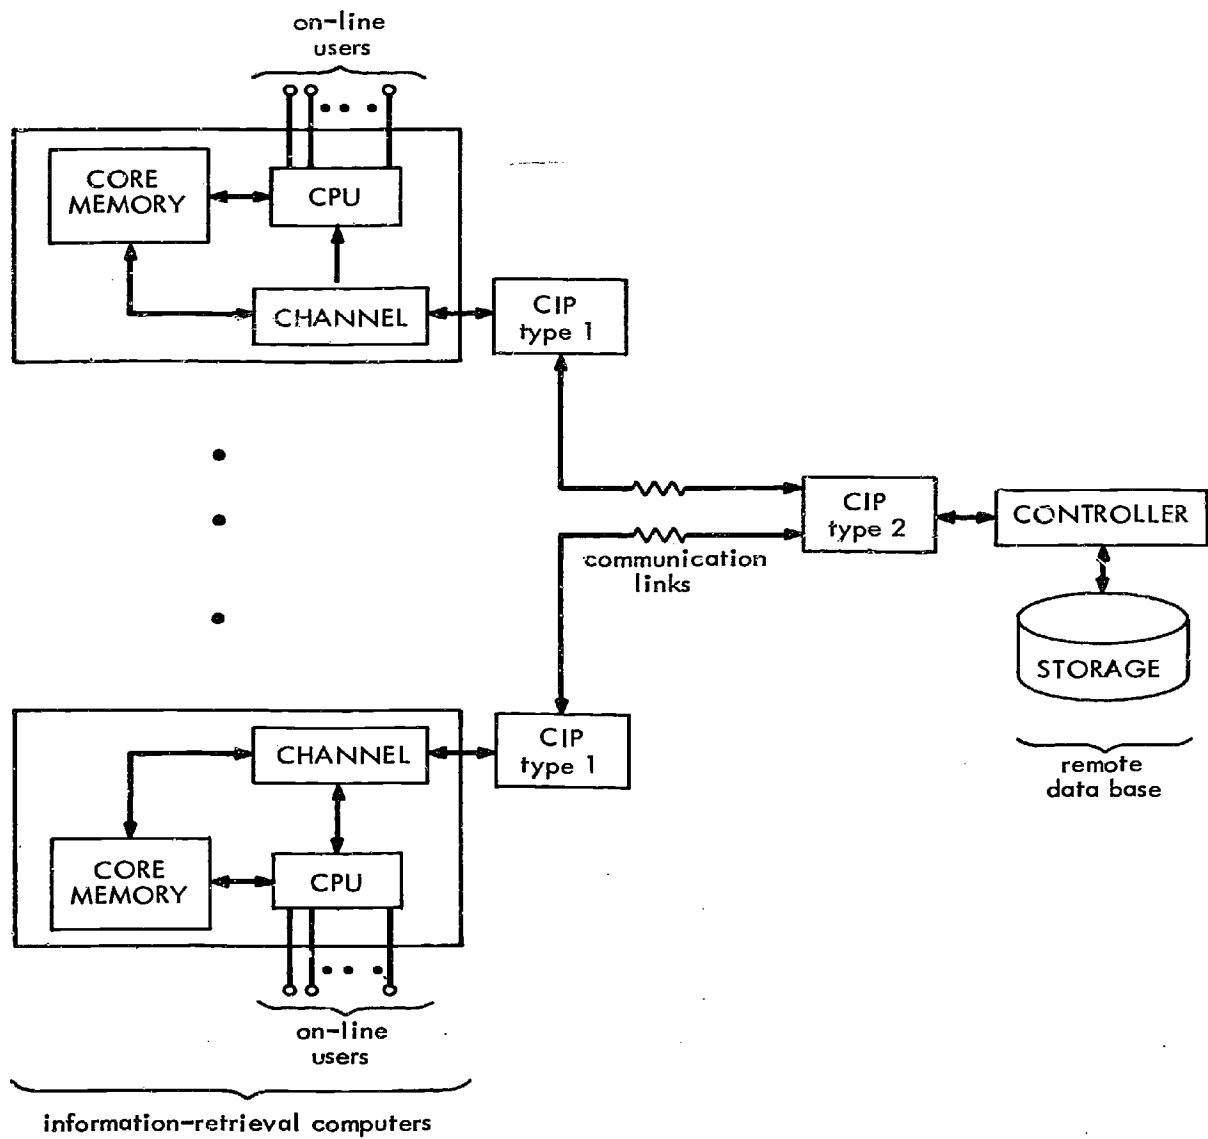 on-line
users
CORE
MEMORY
CPU
CHANNEL
CIP
type 1
CIP
type 2
CONTROLLER
communication
links
STORAGE
remote
data base
CHANNEL
CIP
type 1
CORE
MEMORY
CPU
on-line
users
information-retrieval computers